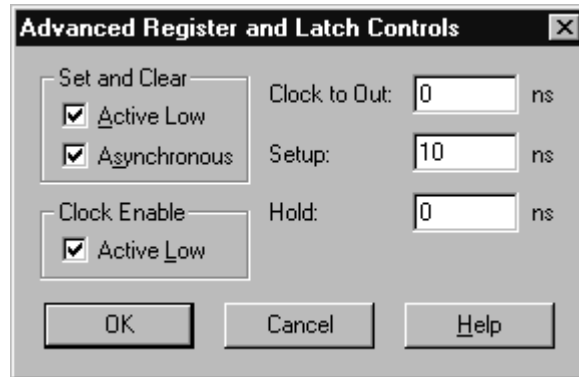 Advanced Register and Latch Controls
Set and Clear
Active Low
Asynchronous
Clock Enable
Active Low
Clock to Out: 0 ns
Setup: 10 ns
Hold: 0 ns
OK Cancel Help